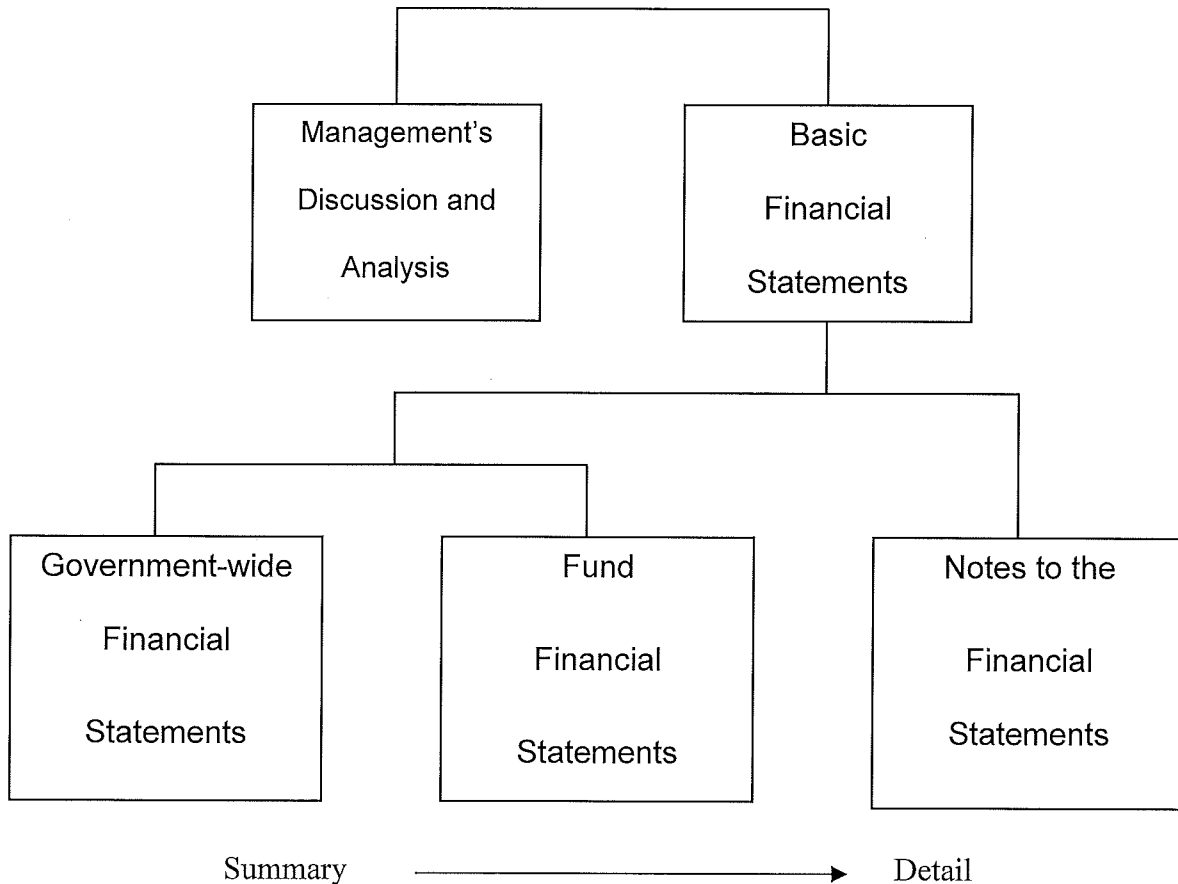 Management's
Discussion and
Analysis
Basic
Financial
Statements
Government-wide
Financial
Statements
Fund
Financial
Statements
Notes to the
Financial
Statements
Summary
Detail